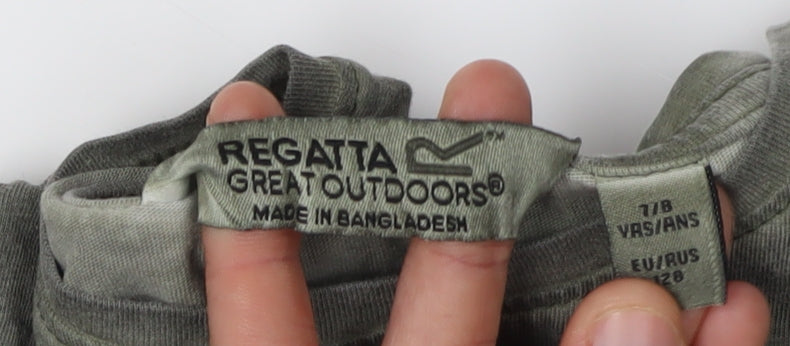 REGATTA
GREAT OUTDOORS®
MADE IN BANGLADESH
7/8
YRS/ANS
EU/RUS
128